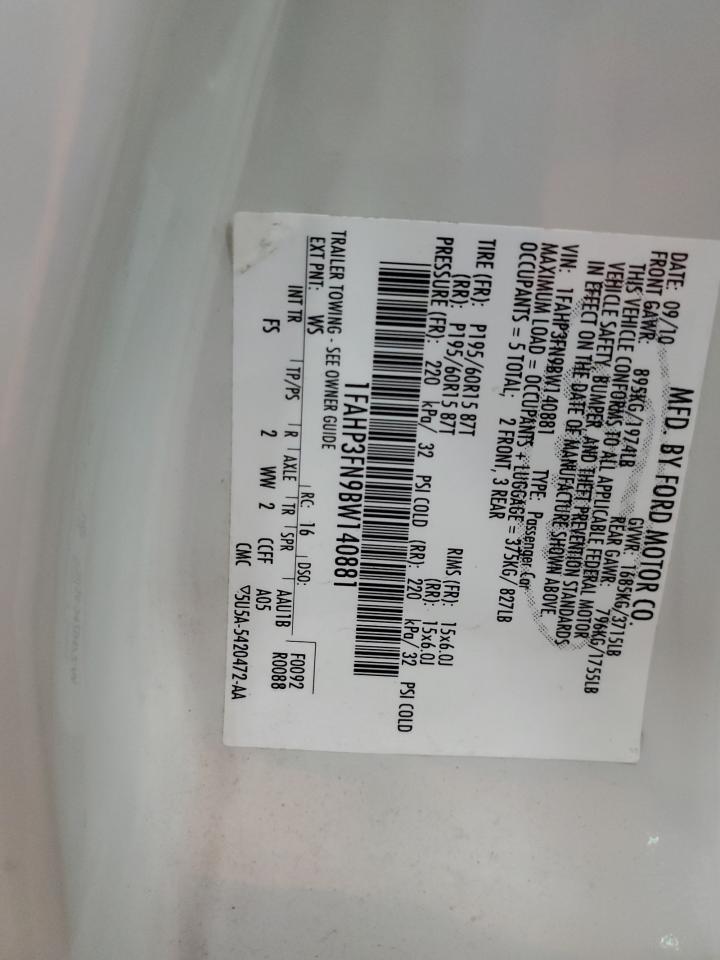 MFD. BY FORD MOTOR CO.
DATE: 09/10 GVWR: 1685KG/3715LB
FRONT GAWR: 895KG/1974LB REAR GAWR: 796KG/1755LB
THIS VEHICLE CONFORMS TO ALL APPLICABLE FEDERAL MOTOR
VEHICLE SAFETY, BUMPER, AND THEFT PREVENTION STANDARDS
IN EFFECT ON THE DATE OF MANUFACTURE SHOWN ABOVE.
VIN: 1FAHP3FN9BW140881 TYPE: Passenger Car
MAXIMUM LOAD = OCCUPANTS + LUGGAGE = 375KG/ 827LB
OCCUPANTS = 5 TOTAL; 2 FRONT, 3 REAR
TIRE (FR): P195/60R15 87T RIMS (FR): 15x6.0J
(RR): P195/60R15 87T (RR): 15x6.0J
PRESSURE (FR): 220 kPa/ 32 PSI COLD (RR): 220 kPa/ 32 PSI COLD
1FAHP3FN9BW140881
TRAILER TOWING - SEE OWNER GUIDE
EXT PNT: WS RC: 16 DSO: F0092
INT TR TP/PS R AXLE TR SPR AAU1B R0088
FS 2 WW 2 CCFF A05
CMC ▽5U5A-5420472-AA